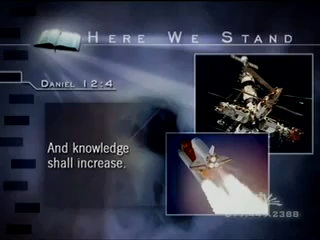 HERE WE STAND
DANIEL 12:4
And knowledge
shall increase.